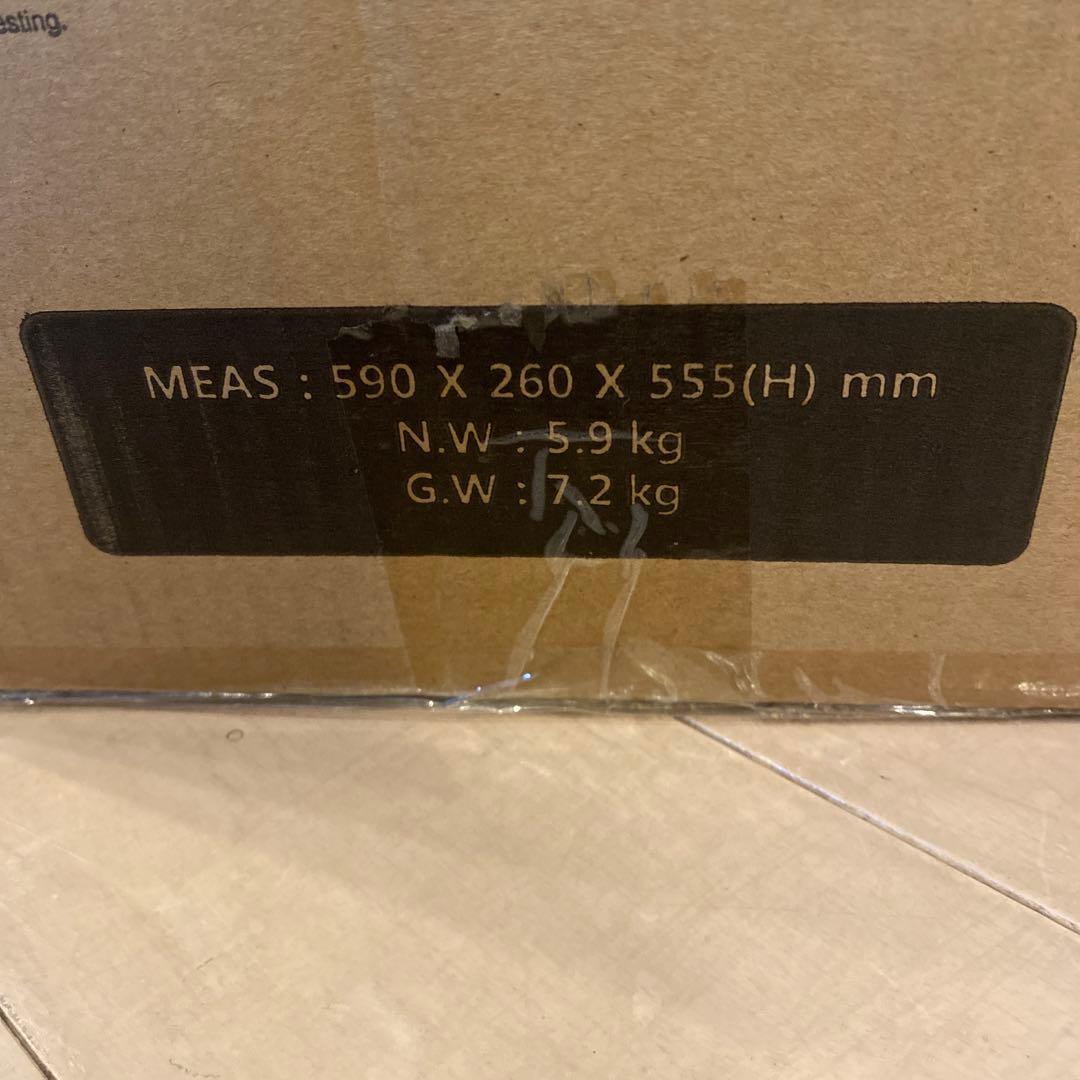 esting.
MEAS : 590 X 260 X 555(H) mm
N.W : 5.9 kg
G.W : 7.2 kg